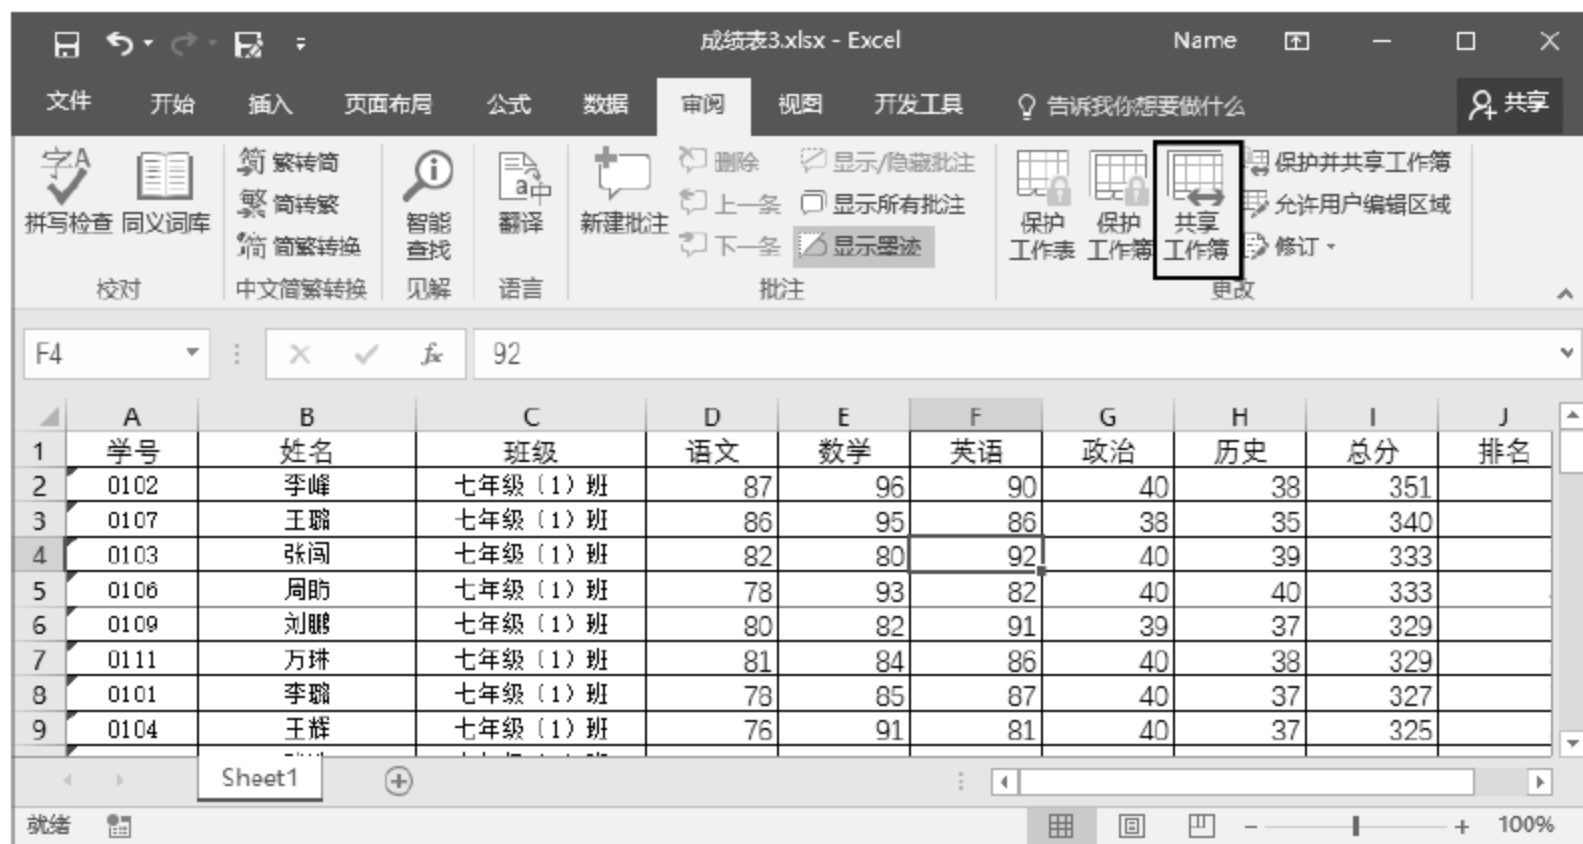 成绩表3.xlsx - Excel Name
文件 开始 插入 页面布局 公式 数据 审阅 视图 开发工具 告诉我你想要做什么 共享
拼写检查 同义词库
校对
繁转简
简转繁
简繁转换
中文简繁转换
智能
查找
见解
翻译
语言
新建批注
删除
上一条
下一条
显示/隐藏批注
显示所有批注
显示墨迹
批注
保护
工作表
保护
工作簿
共享
工作簿
保护并共享工作簿
允许用户编辑区域
修订
更改
F4 fx 92
A B C D E F G H I J
1 学号 姓名 班级 语文 数学 英语 政治 历史 总分 排名
2 0102 李峰 七年级（1）班 87 96 90 40 38 351
3 0107 王璐 七年级（1）班 86 95 86 38 35 340
4 0103 张闯 七年级（1）班 82 80 92 40 39 333
5 0106 周昉 七年级（1）班 78 93 82 40 40 333
6 0109 刘鹏 七年级（1）班 80 82 91 39 37 329
7 0111 万琳 七年级（1）班 81 84 86 40 38 329
8 0101 李璐 七年级（1）班 78 85 87 40 37 327
9 0104 王辉 七年级（1）班 76 91 81 40 37 325
Sheet1
就绪 100%